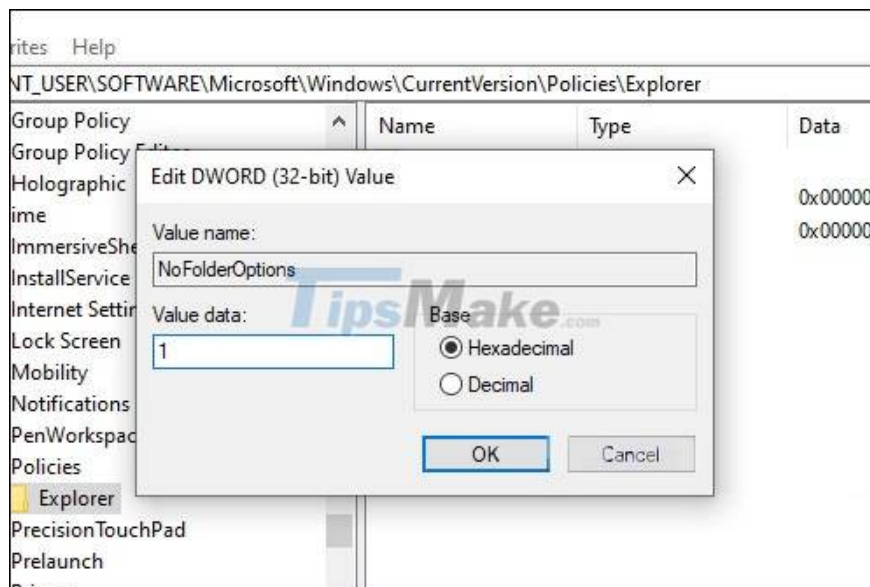 rites Help
NT_USER\SOFTWARE\Microsoft\Windows\CurrentVersion\Policies\Explorer
Group Policy
Name Type Data
Group Policy
Holographic
Edit DWORD (32-bit) Value
0x00000
ime
Value name:
0x00000
ImmersiveShe
NoFolderOptions
InstallService
TipsMake.com
Internet Settin
Value data:
Base
Lock Screen
1
Hexadecimal
Mobility
Decimal
Notifications
PenWorkspac
OK Cancel
Policies
Explorer
PrecisionTouchPad
Prelaunch